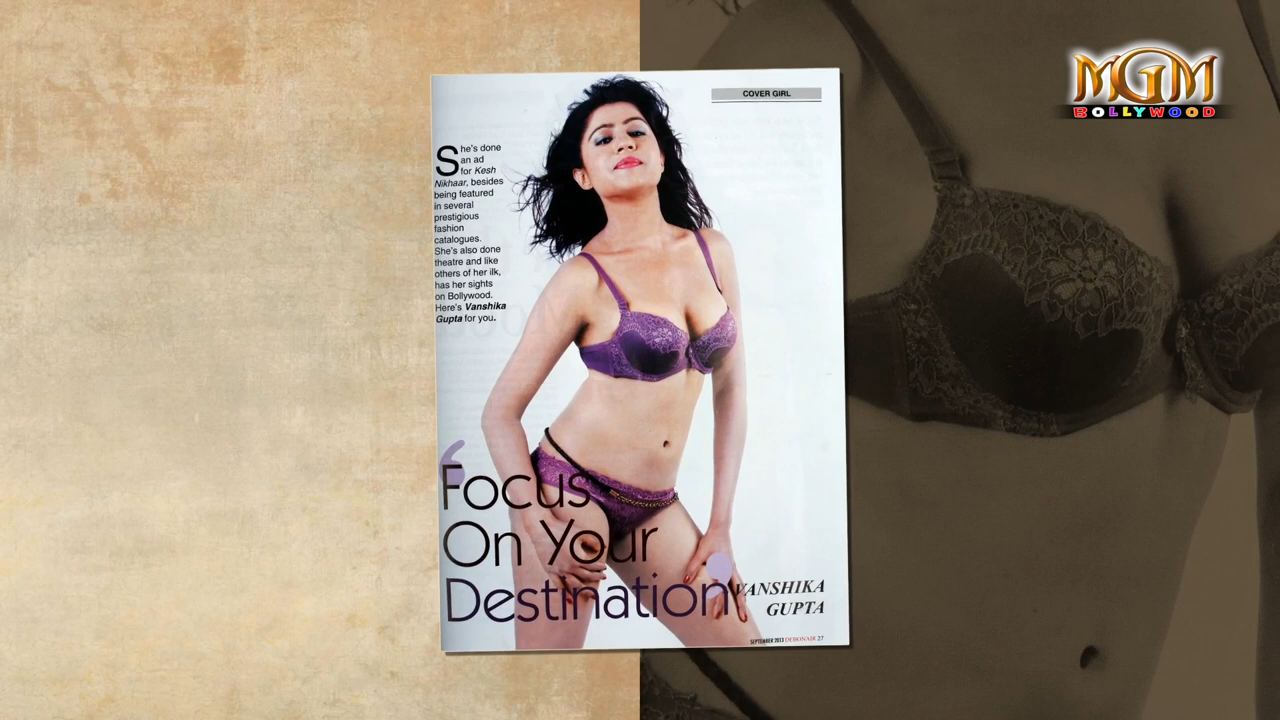 MGM
BOLLYWOOD
COVER GIRL
She's done
an ad
for Kesh
Nikhaar, besides
being featured
in several
prestigious
fashion
catalogues.
She's also done
theatre and like
others of her ilk,
has her sights
on Bollywood.
Here's Vanshika
Gupta for you.
‘Focus
On Your
Destination’
VANSHIKA
GUPTA
SEPTEMBER 2013 DEBONAIR 27